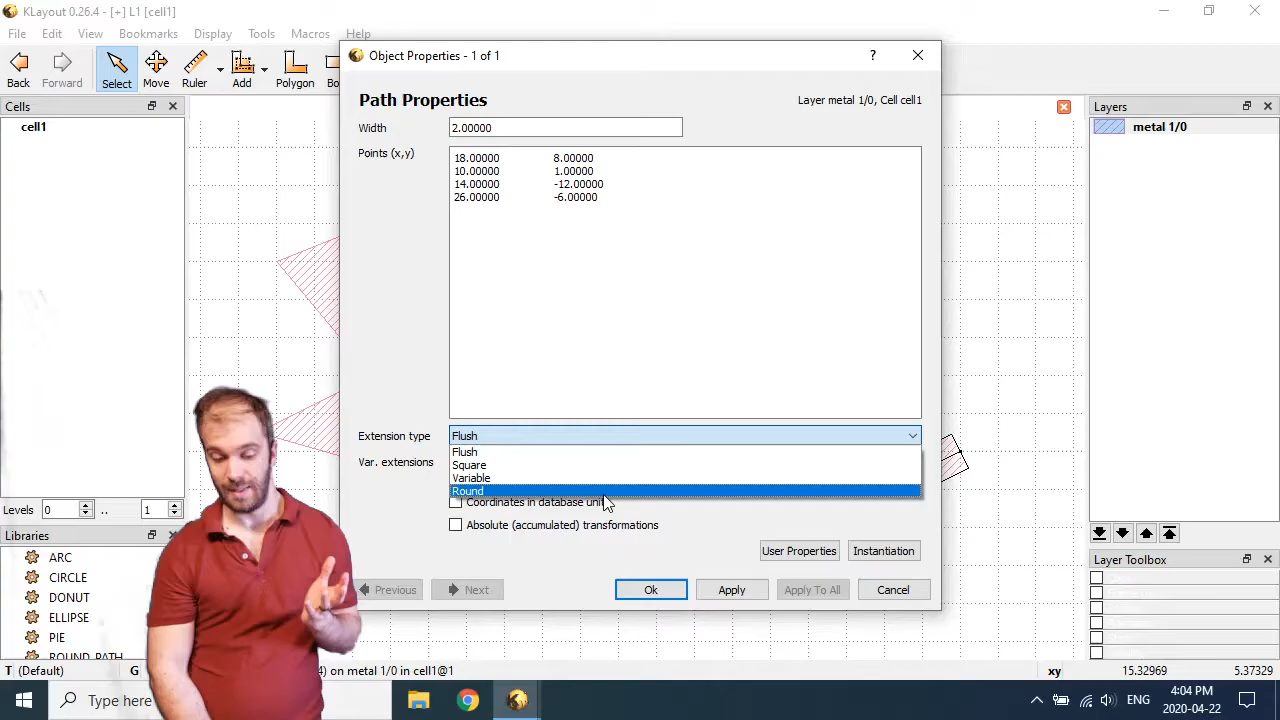 KLayout 0.26.4 - [+] L1 [cell1]
File Edit View Bookmarks Display Tools Macros Help
Back Forward Select Move Ruler Add Polygon
Cells
cell1
Levels 0 .. 1
Libraries
ARC
CIRCLE
DONUT
ELLIPSE
PIE
ROUND_PATH
Object Properties - 1 of 1
?
Path Properties
Layer metal 1/0, Cell cell1
Width 2.00000
Points (x,y)
18.00000 8.00000
10.00000 1.00000
14.00000 -12.00000
26.00000 -6.00000
Extension type Flush
Flush
Square
Variable
Round
Var. extensions
Coordinates in database unit
Absolute (accumulated) transformations
User Properties Instantiation
Previous Next Ok Apply Apply To All Cancel
Layers
metal 1/0
Layer Toolbox
T (Default) G 4) on metal 1/0 in cell1@1 xy 15.32969 5.37329
Type here
ENG
4:04 PM
2020-04-22